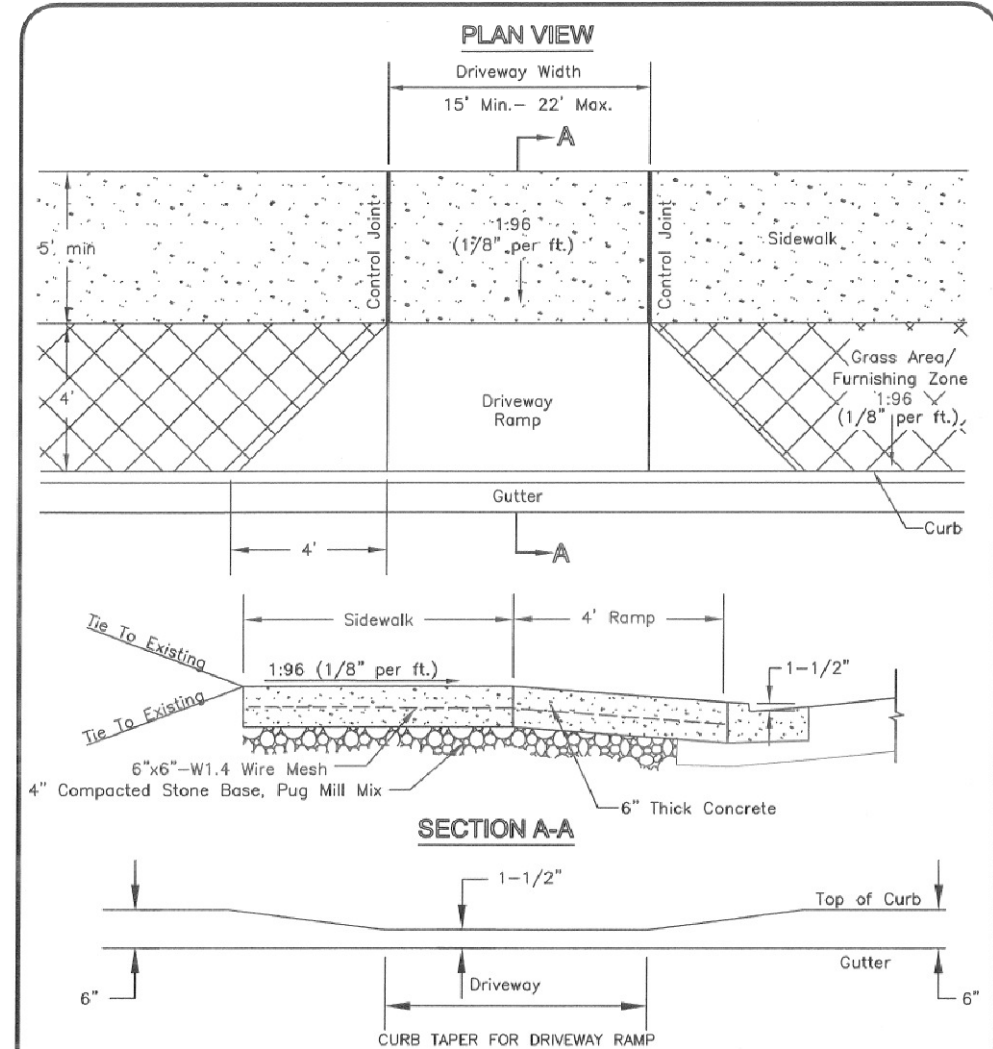 PLAN VIEW
Driveway Width
15' Min.– 22' Max.
A
5' min
Control Joint
1:96
(1/8" per ft.)
Control Joint
Sidewalk
4'
Driveway
Ramp
Grass Area/
Furnishing Zone
1:96
(1/8" per ft.)
Gutter
Curb
4'
A
Tie To Existing
Sidewalk
4' Ramp
1:96 (1/8" per ft.)
1-1/2"
Tie To Existing
6"x6"-W1.4 Wire Mesh
4" Compacted Stone Base, Pug Mill Mix
6" Thick Concrete
SECTION A-A
1-1/2"
Top of Curb
Gutter
6"
Driveway
6"
CURB TAPER FOR DRIVEWAY RAMP